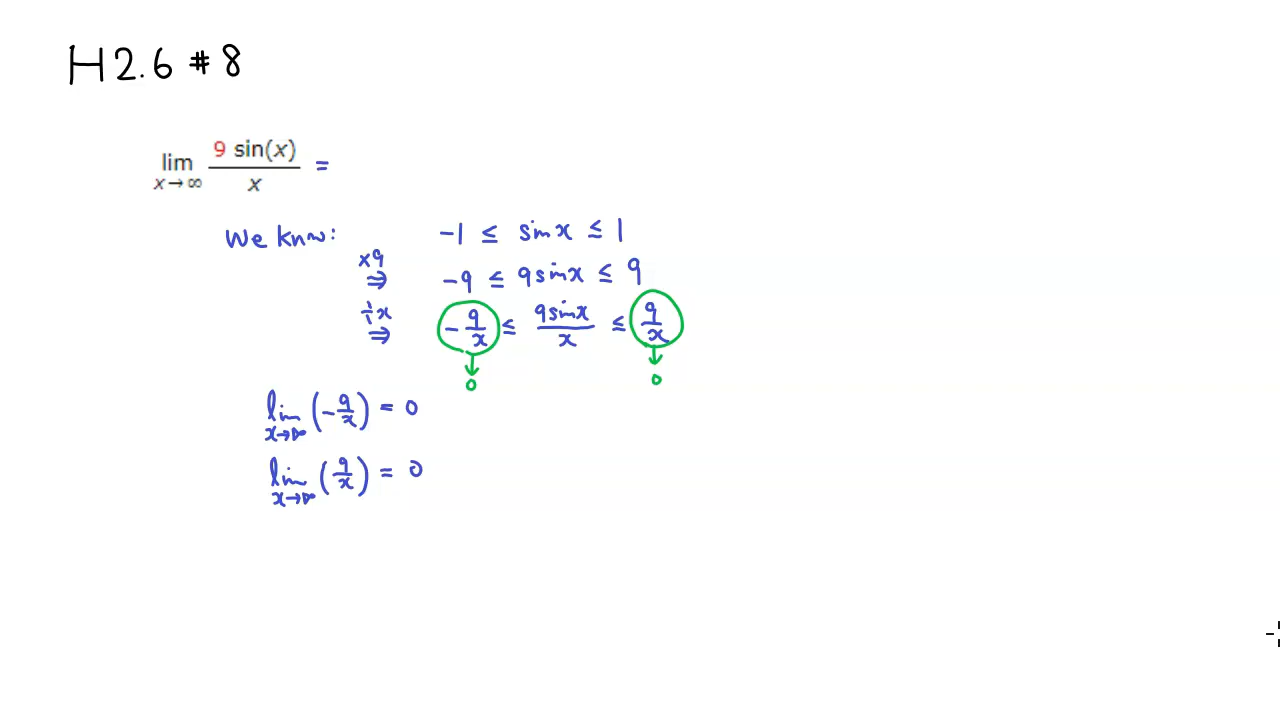 H2.6 #8
lim x→∞ 9 sin(x) / x =
We know: -1 ≤ sin x ≤ 1
×9 ⇒ -9 ≤ 9 sin x ≤ 9
÷x ⇒ -9/x ≤ 9 sin x / x ≤ 9/x
↓ 0 ↓ 0
lim x→∞ (-9/x) = 0
lim x→∞ (9/x) = 0